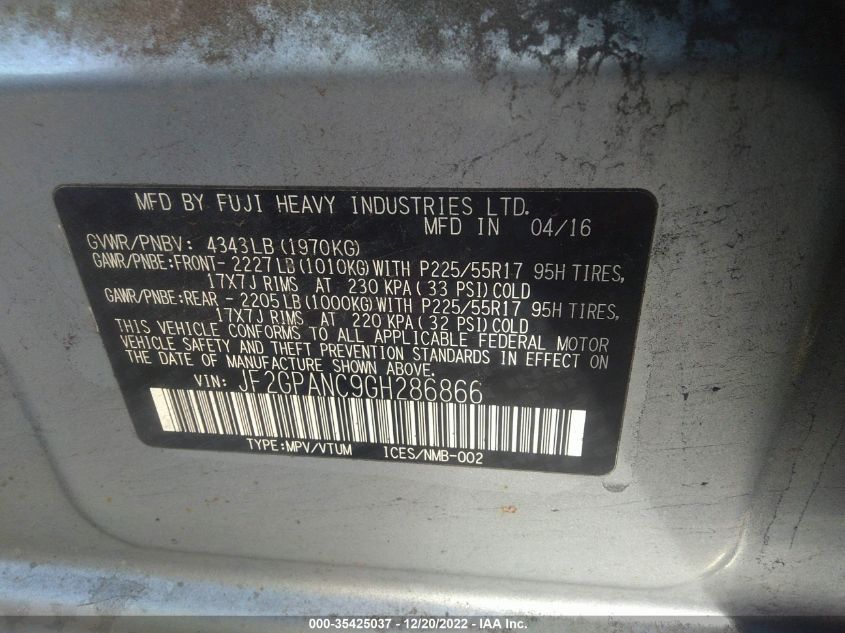 MFD BY FUJI HEAVY INDUSTRIES LTD.
MFD IN 04/16
GVWR/PNBV: 4343LB(1970KG)
GAWR/PNBE:FRONT- 2227LB(1010KG)WITH P225/55R17 95H TIRES,
17X7J RIMS AT 230 KPA(33 PSI)COLD
GAWR/PNBE:REAR - 2205LB(1000KG)WITH P225/55R17 95H TIRES,
17X7J RIMS AT 220 KPA(32 PSI)COLD
THIS VEHICLE CONFORMS TO ALL APPLICABLE FEDERAL MOTOR
VEHICLE SAFETY AND THEFT PREVENTION STANDARDS IN EFFECT ON
THE DATE OF MANUFACTURE SHOWN ABOVE.
VIN: JF2GPANC9GH286866
TYPE:MPV/VTUM ICES/NMB-002
000-35425037 - 12/20/2022 - IAA Inc.